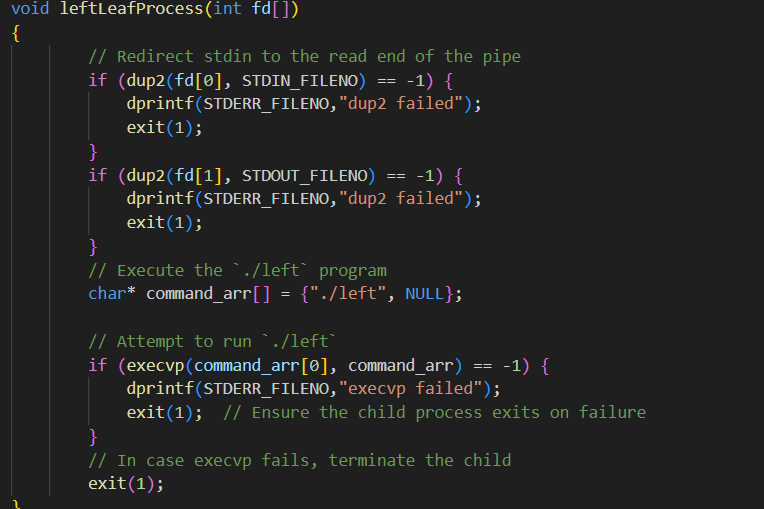 void leftLeafProcess(int fd[])
{
        // Redirect stdin to the read end of the pipe
        if (dup2(fd[0], STDIN_FILENO) == -1) {
            dprintf(STDERR_FILENO,"dup2 failed");
            exit(1);
        }
        if (dup2(fd[1], STDOUT_FILENO) == -1) {
            dprintf(STDERR_FILENO,"dup2 failed");
            exit(1);
        }
        // Execute the `./left` program
        char* command_arr[] = {"./left", NULL};

        // Attempt to run `./left`
        if (execvp(command_arr[0], command_arr) == -1) {
            dprintf(STDERR_FILENO,"execvp failed");
            exit(1);  // Ensure the child process exits on failure
        }
        // In case execvp fails, terminate the child
        exit(1);
}